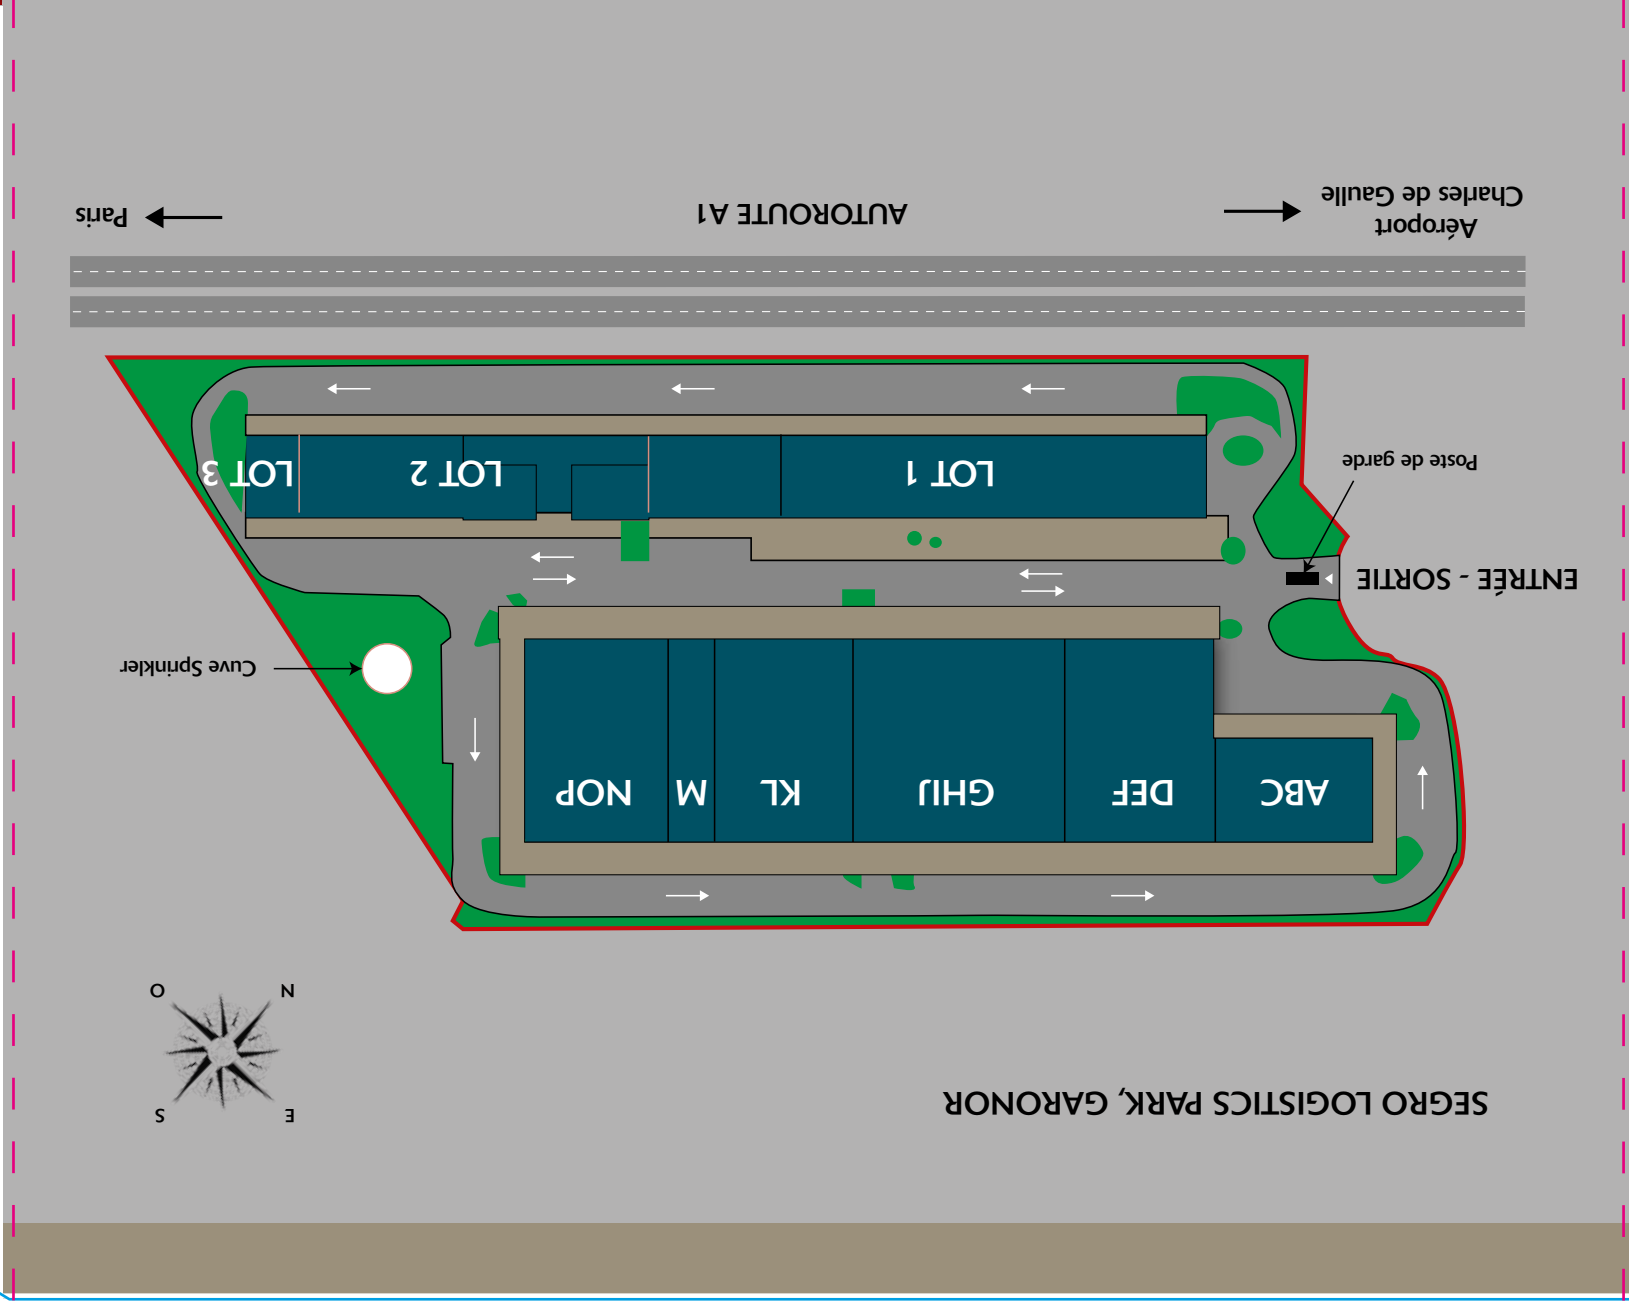 SEGRO LOGISTICS PARK, GARONOR
E
S
N
O
ABC
DEF
GHIJ
KL
M
NOP
Cuve Sprinkler
ENTRÉE - SORTIE
Poste de garde
LOT 1
LOT 2
LOT 3
Aéroport
Charles de Gaulle
AUTOROUTE A1
Paris